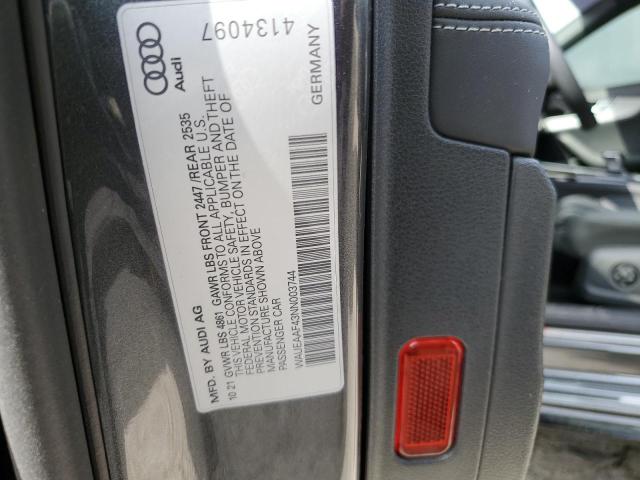 Audi
4134097
MFD. BY AUDI AG
GERMANY
10 21 GVWR LBS 4861 GAWR LBS FRONT 2447/REAR 2535
THIS VEHICLE CONFORMS TO ALL APPLICABLE U.S.
FEDERAL MOTOR VEHICLE SAFETY, BUMPER AND THEFT
PREVENTION STANDARDS IN EFFECT ON THE DATE OF
MANUFACTURE SHOWN ABOVE
PASSENGER CAR
WAUEAAF43NN003744